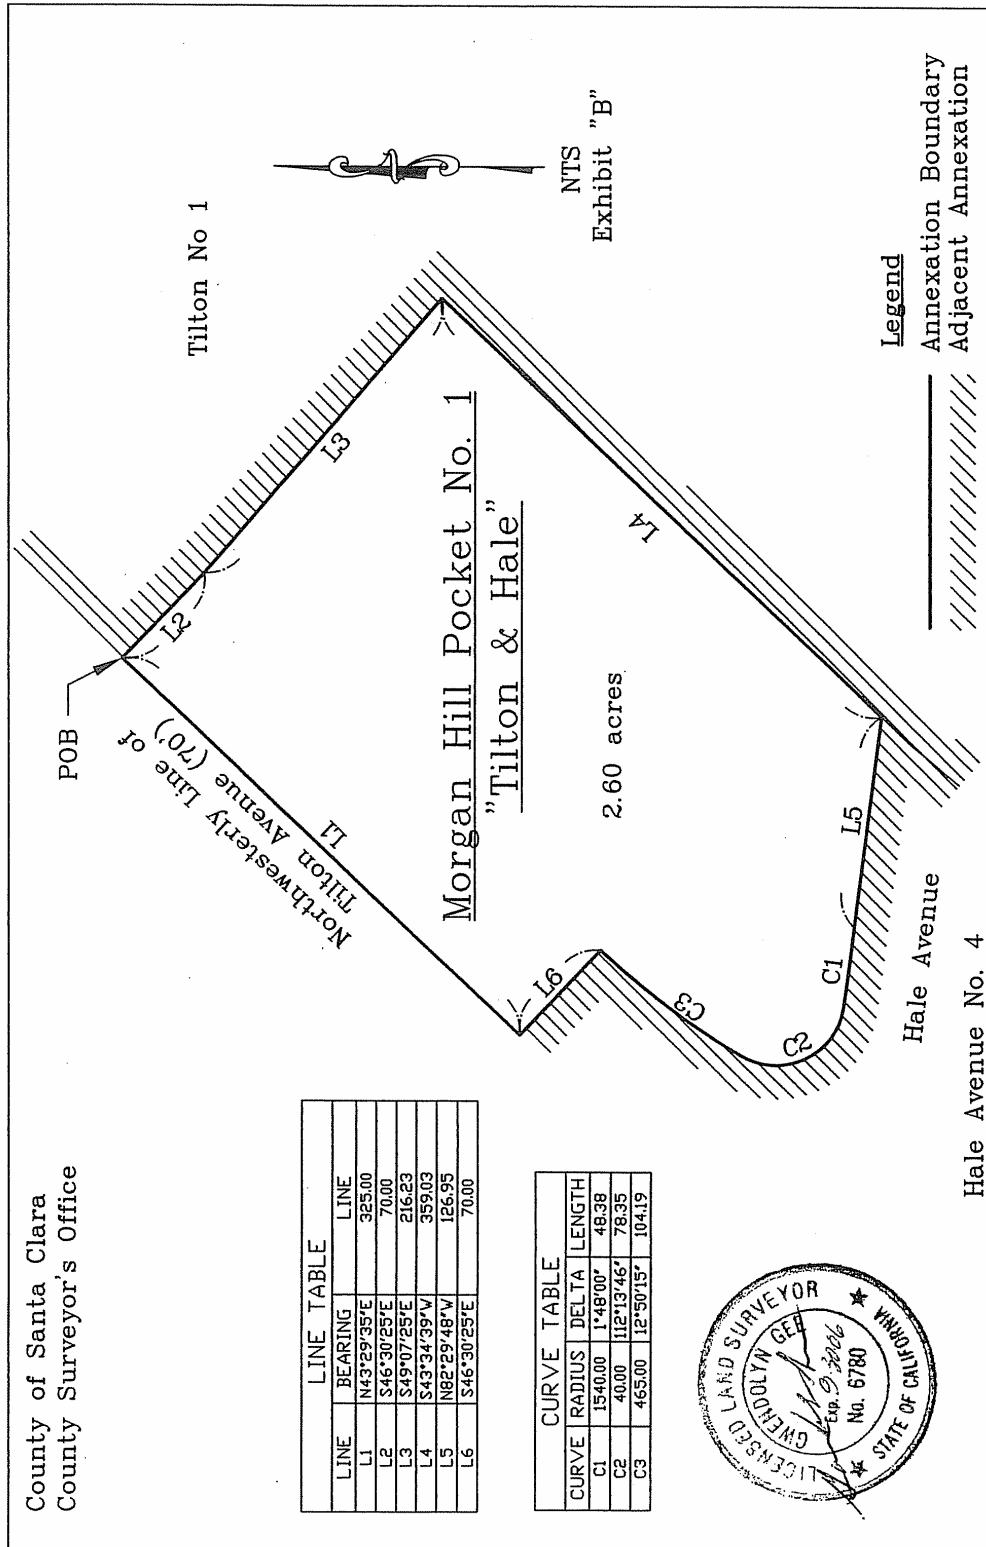 County of Santa Clara
County Surveyor's Office
POB
Tilton No 1
Northwesterly Line of
Tilton Avenue (70')
L1
L2
L3
L4
L5
L6
C1
C2
C3
Morgan Hill Pocket No. 1
"Tilton & Hale"
2.60 acres
NTS
Exhibit "B"
LINE TABLE
LINE BEARING LINE
L1 N43°29'35"E 325.00
L2 S46°30'25"E 70.00
L3 S49°07'25"E 216.23
L4 S43°34'39"W 359.03
L5 N82°29'48"W 126.95
L6 S46°30'25"E 70.00
CURVE TABLE
CURVE RADIUS DELTA LENGTH
C1 1540.00 1°48'00" 48.38
C2 40.00 112°13'46" 78.35
C3 465.00 12°50'15" 104.19
LICENSED LAND SURVEYOR
GWENDOLYN GEE
Exp.
No. 6780
STATE OF CALIFORNIA
Hale Avenue
Hale Avenue No. 4
Legend
Annexation Boundary
Adjacent Annexation